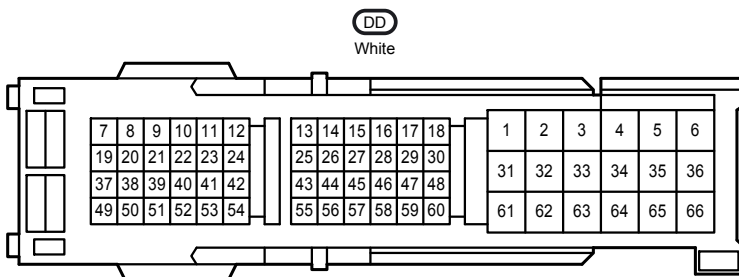 DD
White
7 8 9 10 11 12 13 14 15 16 17 18 1 2 3 4 5 6
19 20 21 22 23 24 25 26 27 28 29 30 31 32 33 34 35 36
37 38 39 40 41 42 43 44 45 46 47 48
49 50 51 52 53 54 55 56 57 58 59 60 61 62 63 64 65 66